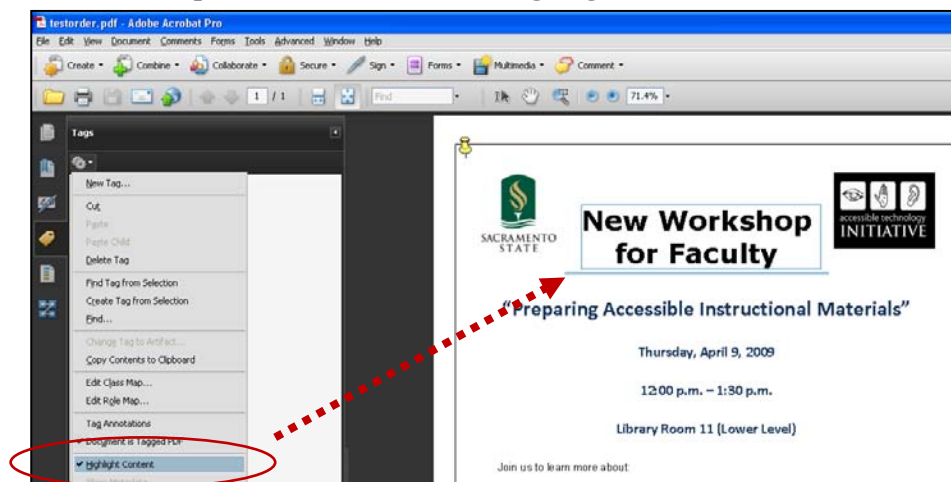 testorder.pdf - Adobe Acrobat Pro
File Edit View Document Comments Forms Tools Advanced Window Help
Create Combine Collaborate Secure Sign Forms Multimedia Comment
1 / 1 Find 71.4%
Tags
New Tag...
Cut
Paste
Paste Child
Delete Tag
Find Tag from Selection
Create Tag from Selection
Find...
Change Tag to Artifact...
Copy Contents to Clipboard
Edit Class Map...
Edit Role Map...
Tag Annotations
Document is Tagged PDF
Highlight Content
SACRAMENTO
STATE
New Workshop
for Faculty
accessible technology
INITIATIVE
"Preparing Accessible Instructional Materials"
Thursday, April 9, 2009
12:00 p.m. – 1:30 p.m.
Library Room 11 (Lower Level)
Join us to learn more about: